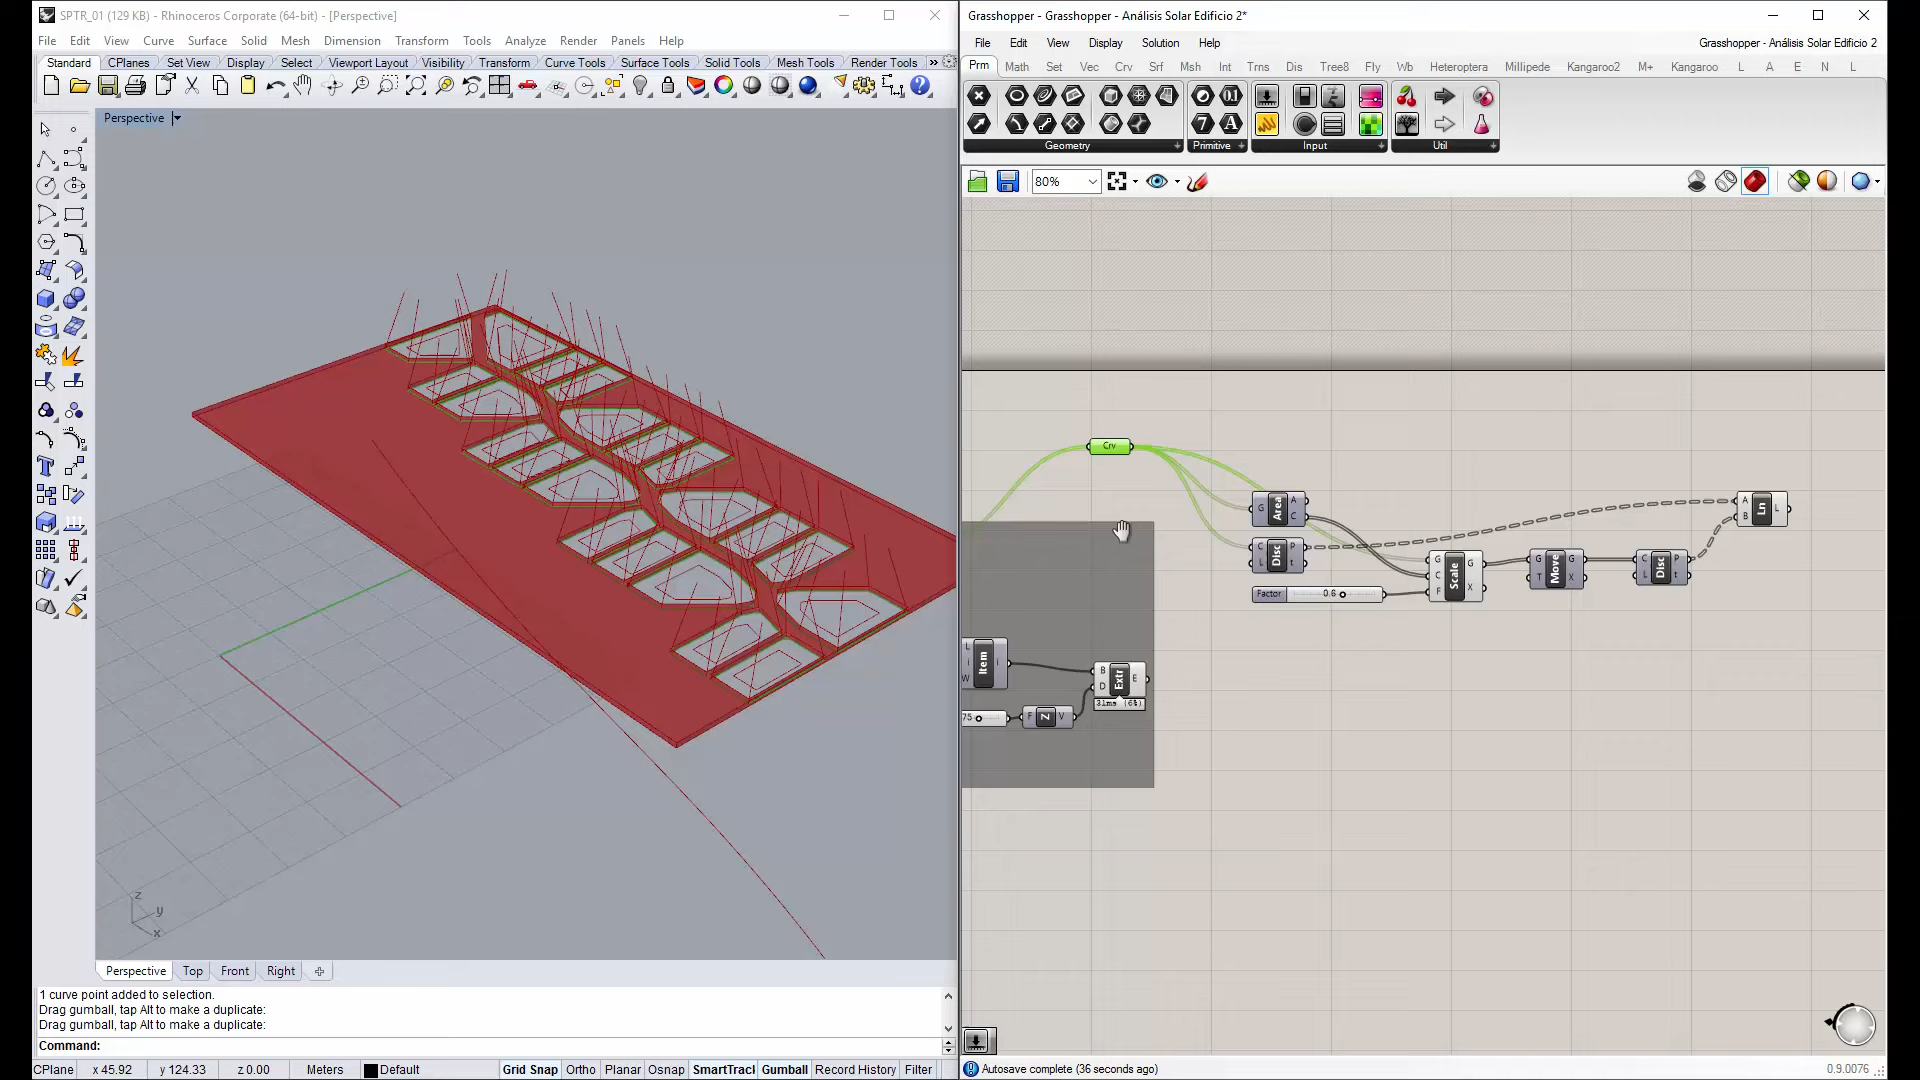 SPTR_01 (129 KB) - Rhinoceros Corporate (64-bit) - [Perspective]
File Edit View Curve Surface Solid Mesh Dimension Transform Tools Analyze Render Panels Help
Standard CPlanes Set View Display Select Viewport Layout Visibility Transform Curve Tools Surface Tools Solid Tools Mesh Tools Render Tools »
Perspective
z
y
x
Perspective Top Front Right
1 curve point added to selection.
Drag gumball, tap Alt to make a duplicate:
Drag gumball, tap Alt to make a duplicate:
Command:
CPlane x 45.92 y 124.33 z 0.00 Meters Default Grid Snap Ortho Planar Osnap SmartTracl Gumball Record History Filter
Grasshopper - Grasshopper - Análisis Solar Edificio 2*
File Edit View Display Solution Help
Grasshopper - Análisis Solar Edificio 2
Prm Math Set Vec Crv Srf Msh Int Trns Dis Tree8 Fly Wb Heteroptera Millipede Kangaroo2 M+ Kangaroo L A E N L
Geometry Primitive Input Util
80%
Crv
G Area A C
C L Disc P t
Factor 0.6
G C F Scale G X
G T Move G X
C L Disc P t
A B Ln L
L i W Item i
75
F Z V
B D Extr E
31ms (6%)
Autosave complete (36 seconds ago)
0.9.0076